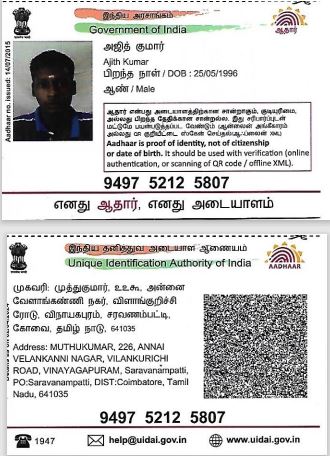 இந்திய அரசாங்கம்
Government of India
ஆதார்
அஜித் குமார்
Ajith Kumar
பிறந்த நாள் / DOB : 25/05/1996
ஆண் / Male
Aadhaar no. issued: 14/07/2015
ஆதார் என்பது அடையாளத்திற்கான சான்றாகும், குடியுரிமை,
அல்லது பிறந்த தேதிக்கான சான்றல்ல. இது சரிபார்ப்புடன்
மட்டுமே பயன்படுத்தப்பட வேண்டும் (ஆன்லைன் அங்கீகாரம்
Aadhaar is proof of identity, not of citizenship
or date of birth. It should be used with verification (online
authentication, or scanning of QR code / offline XML).
9497 5212 5807
எனது ஆதார், எனது அடையாளம்
இந்திய தனித்துவ அடையாள ஆணையம்
Unique Identification Authority of India
AADHAAR
முகவரி: முத்துகுமார், உஉசு, அன்னை
வேளாங்கண்ணி நகர், விளாங்குறிச்சி
ரோடு, விநாயகபுரம், சரவணம்பட்டி,
கோவை, தமிழ் நாடு, 641035
Address: MUTHUKUMAR, 226, ANNAI
VELANKANNI NAGAR, VILANKURICHI
ROAD, VINAYAGAPURAM, Saravanampatti,
PO:Saravanampatti, DIST:Coimbatore, Tamil
Nadu, 641035
9497 5212 5807
1947
help@uidai.gov.in
www.uidai.gov.in